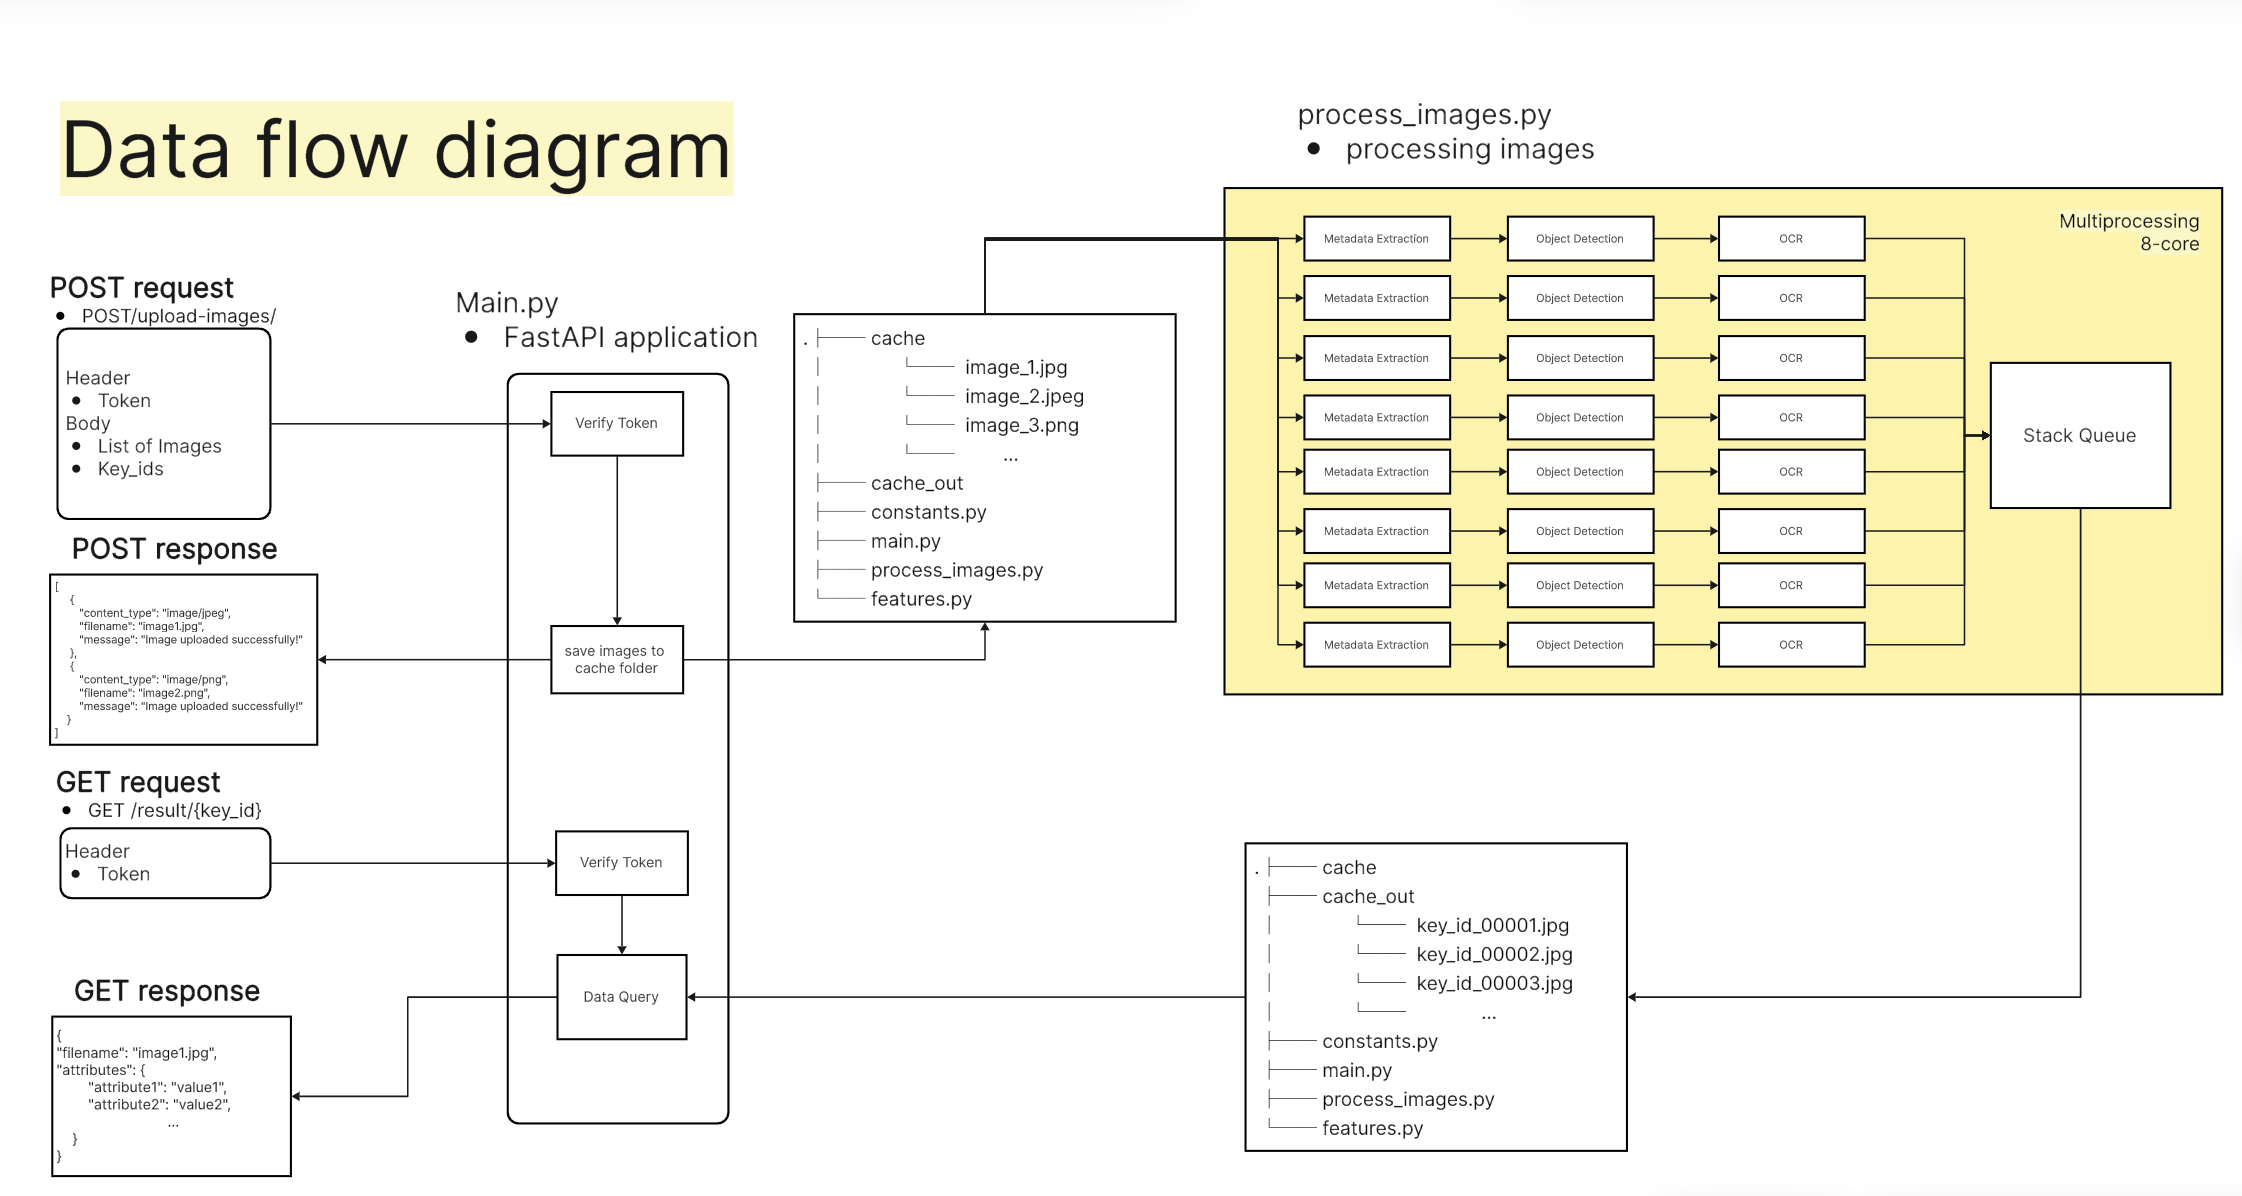 Data flow diagram
POST request
• POST/upload-images/
Header
• Token
Body
• List of Images
• Key_ids
POST response
[
{
"content_type": "image/jpeg",
"filename": "image1.jpg",
"message": "Image uploaded successfully!"
},
{
"content_type": "image/png",
"filename": "image2.png",
"message": "Image uploaded successfully!"
}
]
GET request
• GET /result/{key_id}
Header
• Token
GET response
{
"filename": "image1.jpg",
"attributes": {
"attribute1": "value1",
"attribute2": "value2",
...
}
}
Main.py
• FastAPI application
Verify Token
save images to
cache folder
Verify Token
Data Query
. ├── cache
│ └── image_1.jpg
│ └── image_2.jpeg
│ └── image_3.png
│ └── ...
├── cache_out
├── constants.py
├── main.py
├── process_images.py
└── features.py
process_images.py
• processing images
Multiprocessing
8-core
Metadata Extraction Object Detection OCR
Metadata Extraction Object Detection OCR
Metadata Extraction Object Detection OCR
Metadata Extraction Object Detection OCR
Metadata Extraction Object Detection OCR
Metadata Extraction Object Detection OCR
Metadata Extraction Object Detection OCR
Metadata Extraction Object Detection OCR
Stack Queue
. ├── cache
├── cache_out
│ └── key_id_00001.jpg
│ └── key_id_00002.jpg
│ └── key_id_00003.jpg
│ └── ...
├── constants.py
├── main.py
├── process_images.py
└── features.py